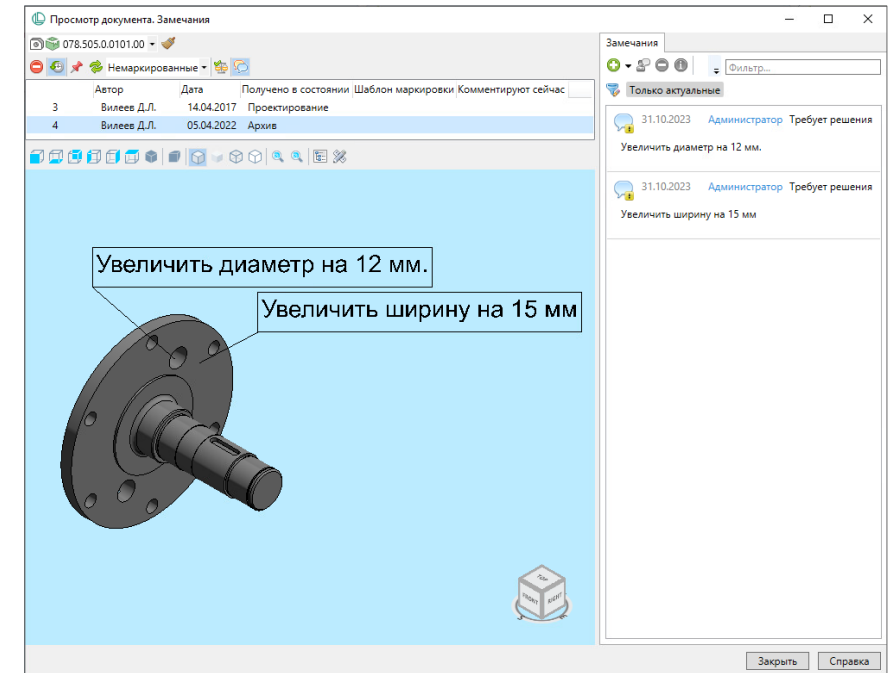 Просмотр документа. Замечания
078.505.0.0101.00
Немаркированные
Автор Дата Получено в состоянии Шаблон маркировки Комментируют сейчас
3 Вилеев Д.Л. 14.04.2017 Проектирование
4 Вилеев Д.Л. 05.04.2022 Архив
Увеличить диаметр на 12 мм.
Увеличить ширину на 15 мм
TOP
FRONT RIGHT
Замечания
Фильтр...
Только актуальные
31.10.2023 Администратор Требует решения
Увеличить диаметр на 12 мм.
31.10.2023 Администратор Требует решения
Увеличить ширину на 15 мм
Закрыть Справка